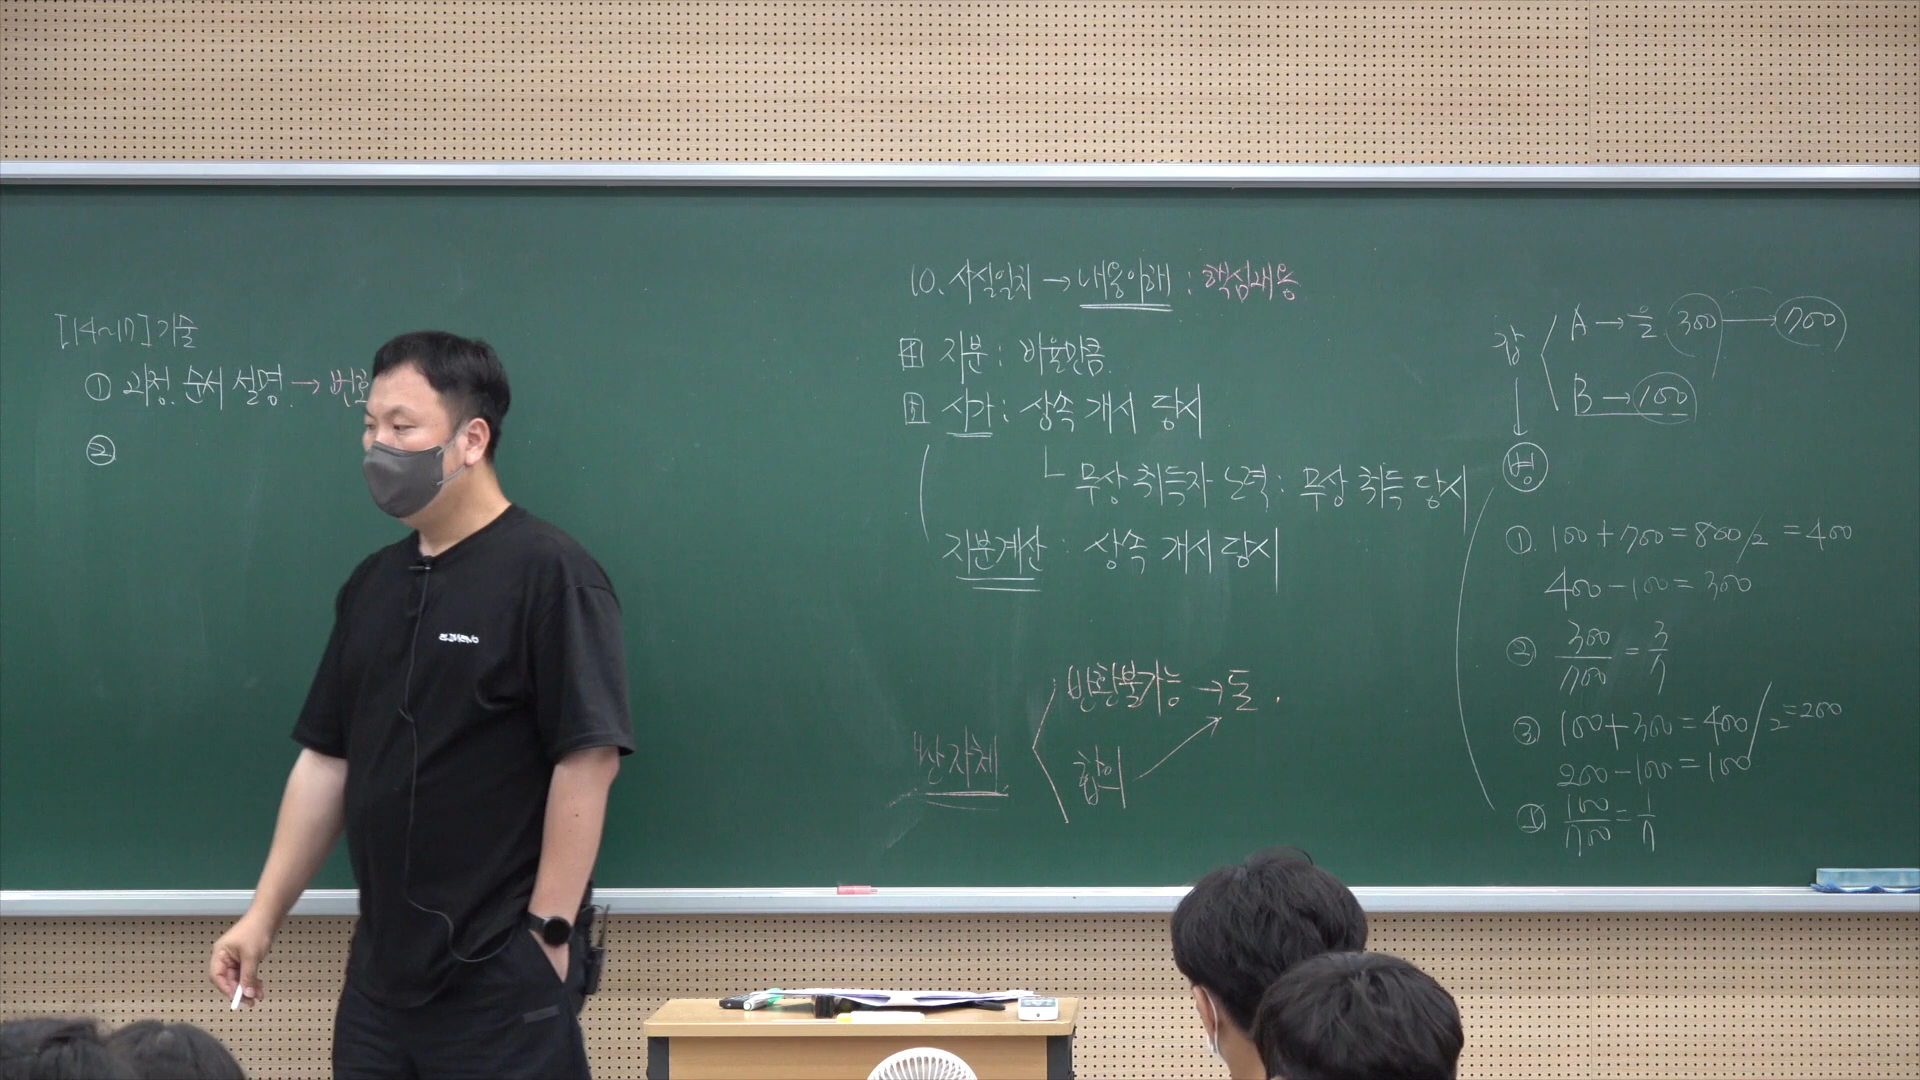 [14~17] 기술
① 과정. 순서 설명. → 번호
②
10. 사실일치 → 내용이해 : 핵심내용
4 지분 : 비율만큼.
5 시가 : 상속 개시 당시
└ 무상 취득자 노력 : 무상 취득 당시
지분계산 : 상속 개시 당시
산 자체
반환불가능 → 돈.
합의
갑
A → 을 300 → 700
B → 100
병
①. 100 + 700 = 800/2 = 400
400 - 100 = 300
② 300/700 = 3/7
③ 100 + 300 = 400/2 = 200
200 - 100 = 100
④ 100/700 = 1/7